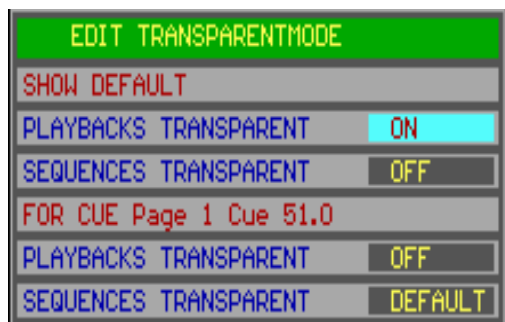 EDIT TRANSPARENTMODE
SHOW DEFAULT
PLAYBACKS TRANSPARENT ON
SEQUENCES TRANSPARENT OFF
FOR CUE Page 1 Cue 51.0
PLAYBACKS TRANSPARENT OFF
SEQUENCES TRANSPARENT DEFAULT